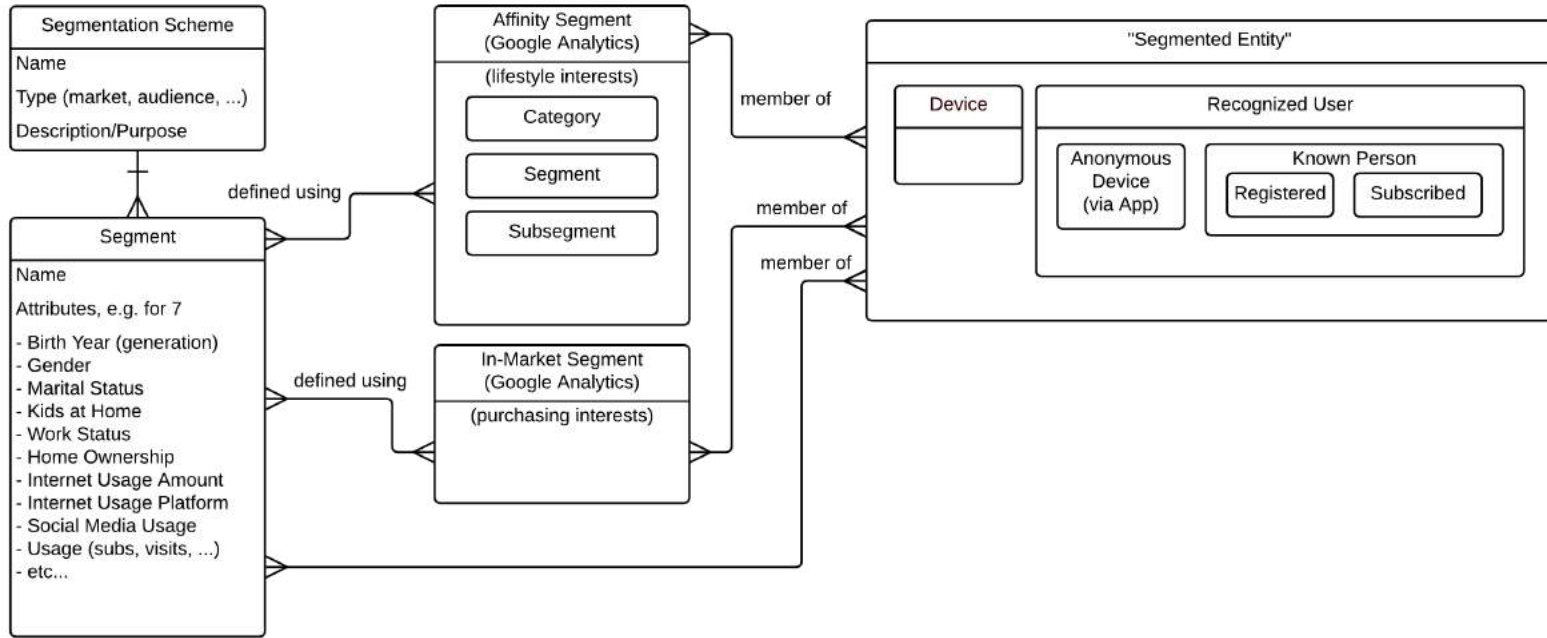 Segmentation Scheme
Name
Type (market, audience, ...)
Description/Purpose
Segment
Name
Attributes, e.g. for 7
- Birth Year (generation)
- Gender
- Marital Status
- Kids at Home
- Work Status
- Home Ownership
- Internet Usage Amount
- Internet Usage Platform
- Social Media Usage
- Usage (subs, visits, ...)
- etc...
defined using
defined using
Affinity Segment
(Google Analytics)
(lifestyle interests)
Category
Segment
Subsegment
In-Market Segment
(Google Analytics)
(purchasing interests)
member of
member of
member of
"Segmented Entity"
Device
Recognized User
Anonymous
Device
(via App)
Known Person
Registered
Subscribed